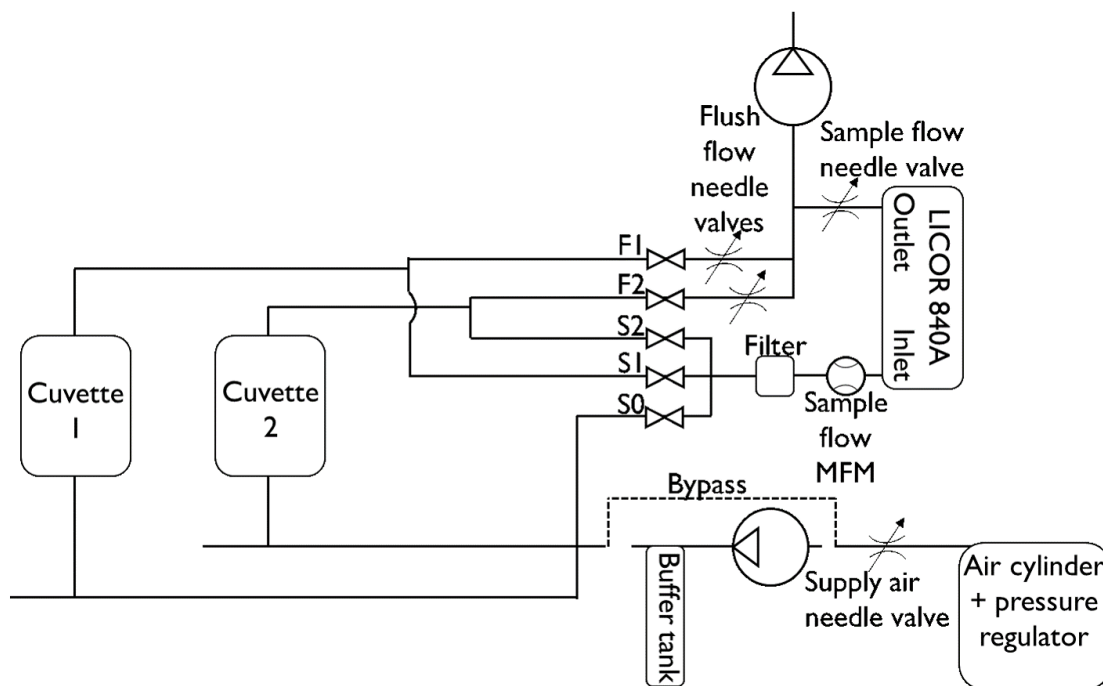 Flush
flow
needle
valves
Sample flow
needle valve
LICOR 840A
Outlet
Inlet
F1
F2
S2
S1
S0
Filter
Sample
flow
MFM
Cuvette
1
Cuvette
2
Bypass
Buffer tank
Supply air
needle valve
Air cylinder
+ pressure
regulator